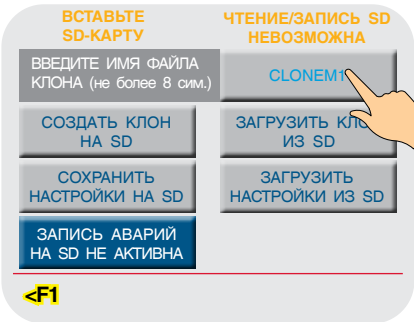 ВСТАВЬТЕ
SD-КАРТУ
ЧТЕНИЕ/ЗАПИСЬ SD
НЕВОЗМОЖНА
ВВЕДИТЕ ИМЯ ФАЙЛА
КЛОНА (не более 8 сим.)
CLONEM1
СОЗДАТЬ КЛОН
НА SD
ЗАГРУЗИТЬ
ИЗ SD
СОХРАНИТЬ
НАСТРОЙКИ НА SD
ЗАГРУЗИТЬ
НАСТРОЙКИ ИЗ SD
ЗАПИСЬ АВАРИЙ
НА SD НЕ АКТИВНА
<F1